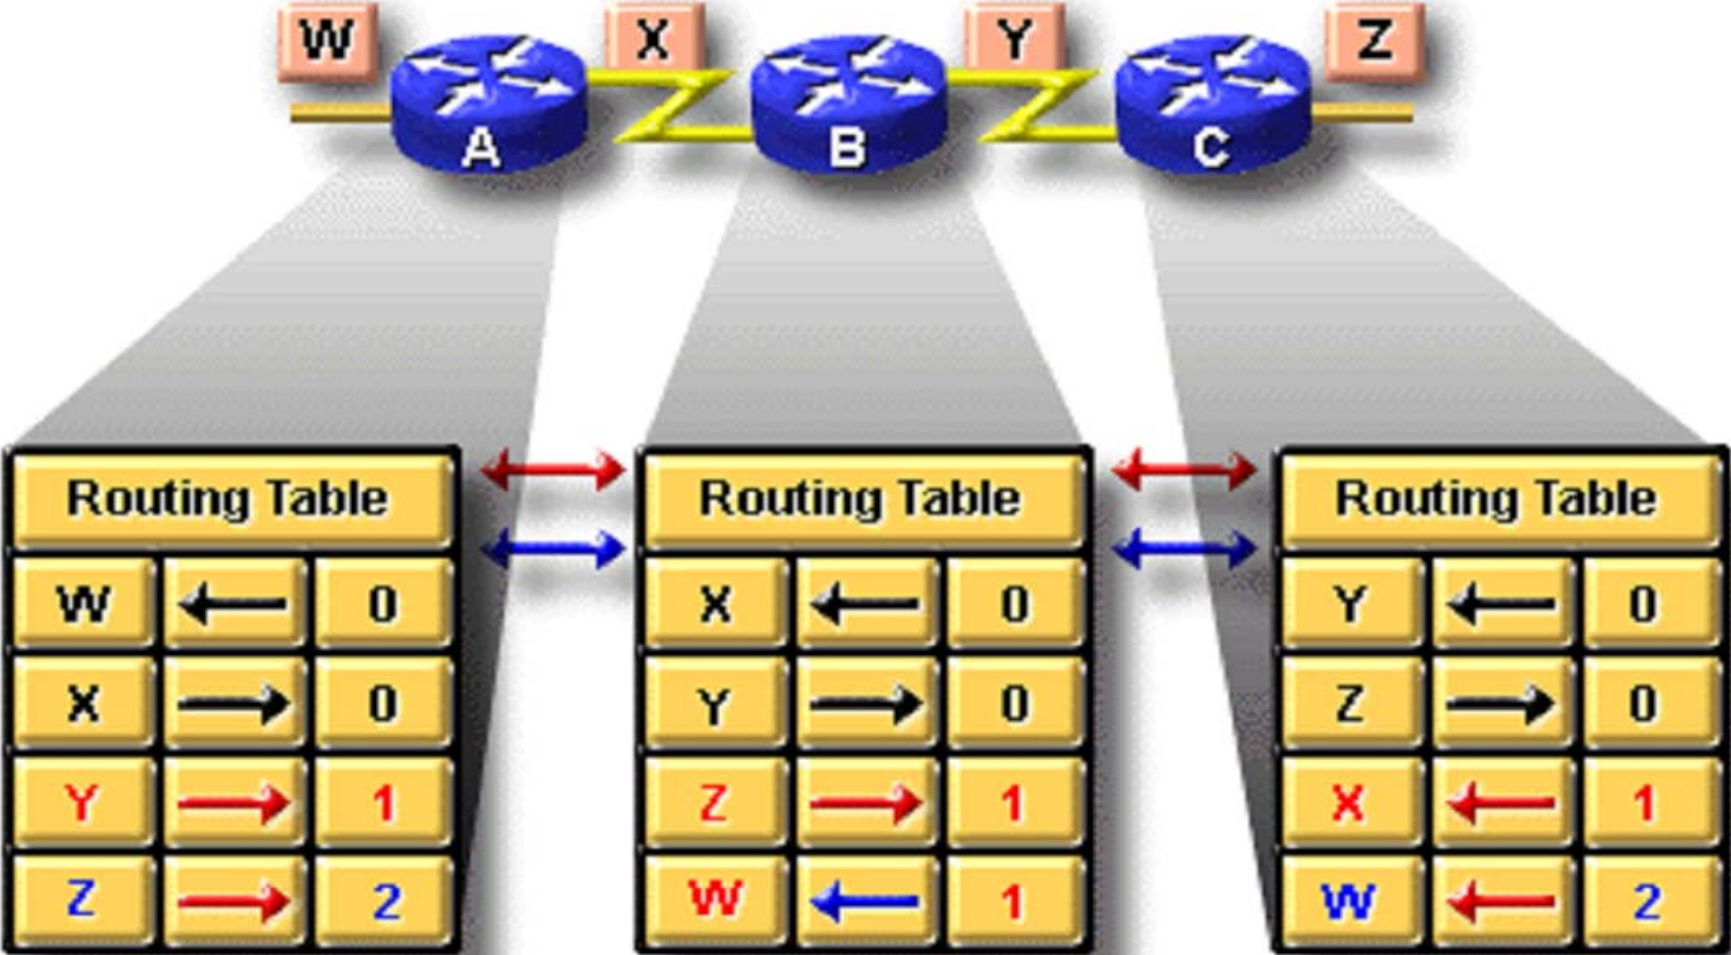 W X Y Z
A B C
Routing Table Routing Table Routing Table
W 0 X 0 Y 0
X 0 Y 0 Z 0
Y 1 Z 1 X 1
Z 2 W 1 W 2